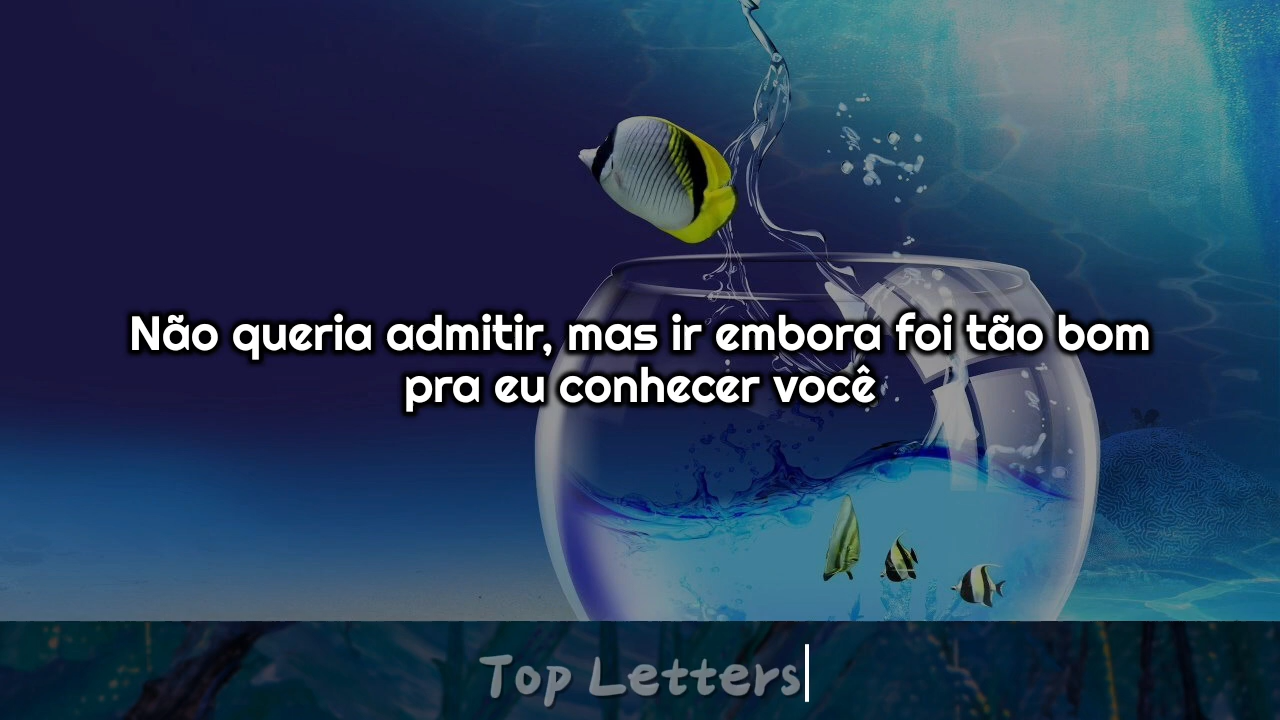 Não queria admitir, mas ir embora foi tão bom
pra eu conhecer você
Top Letters